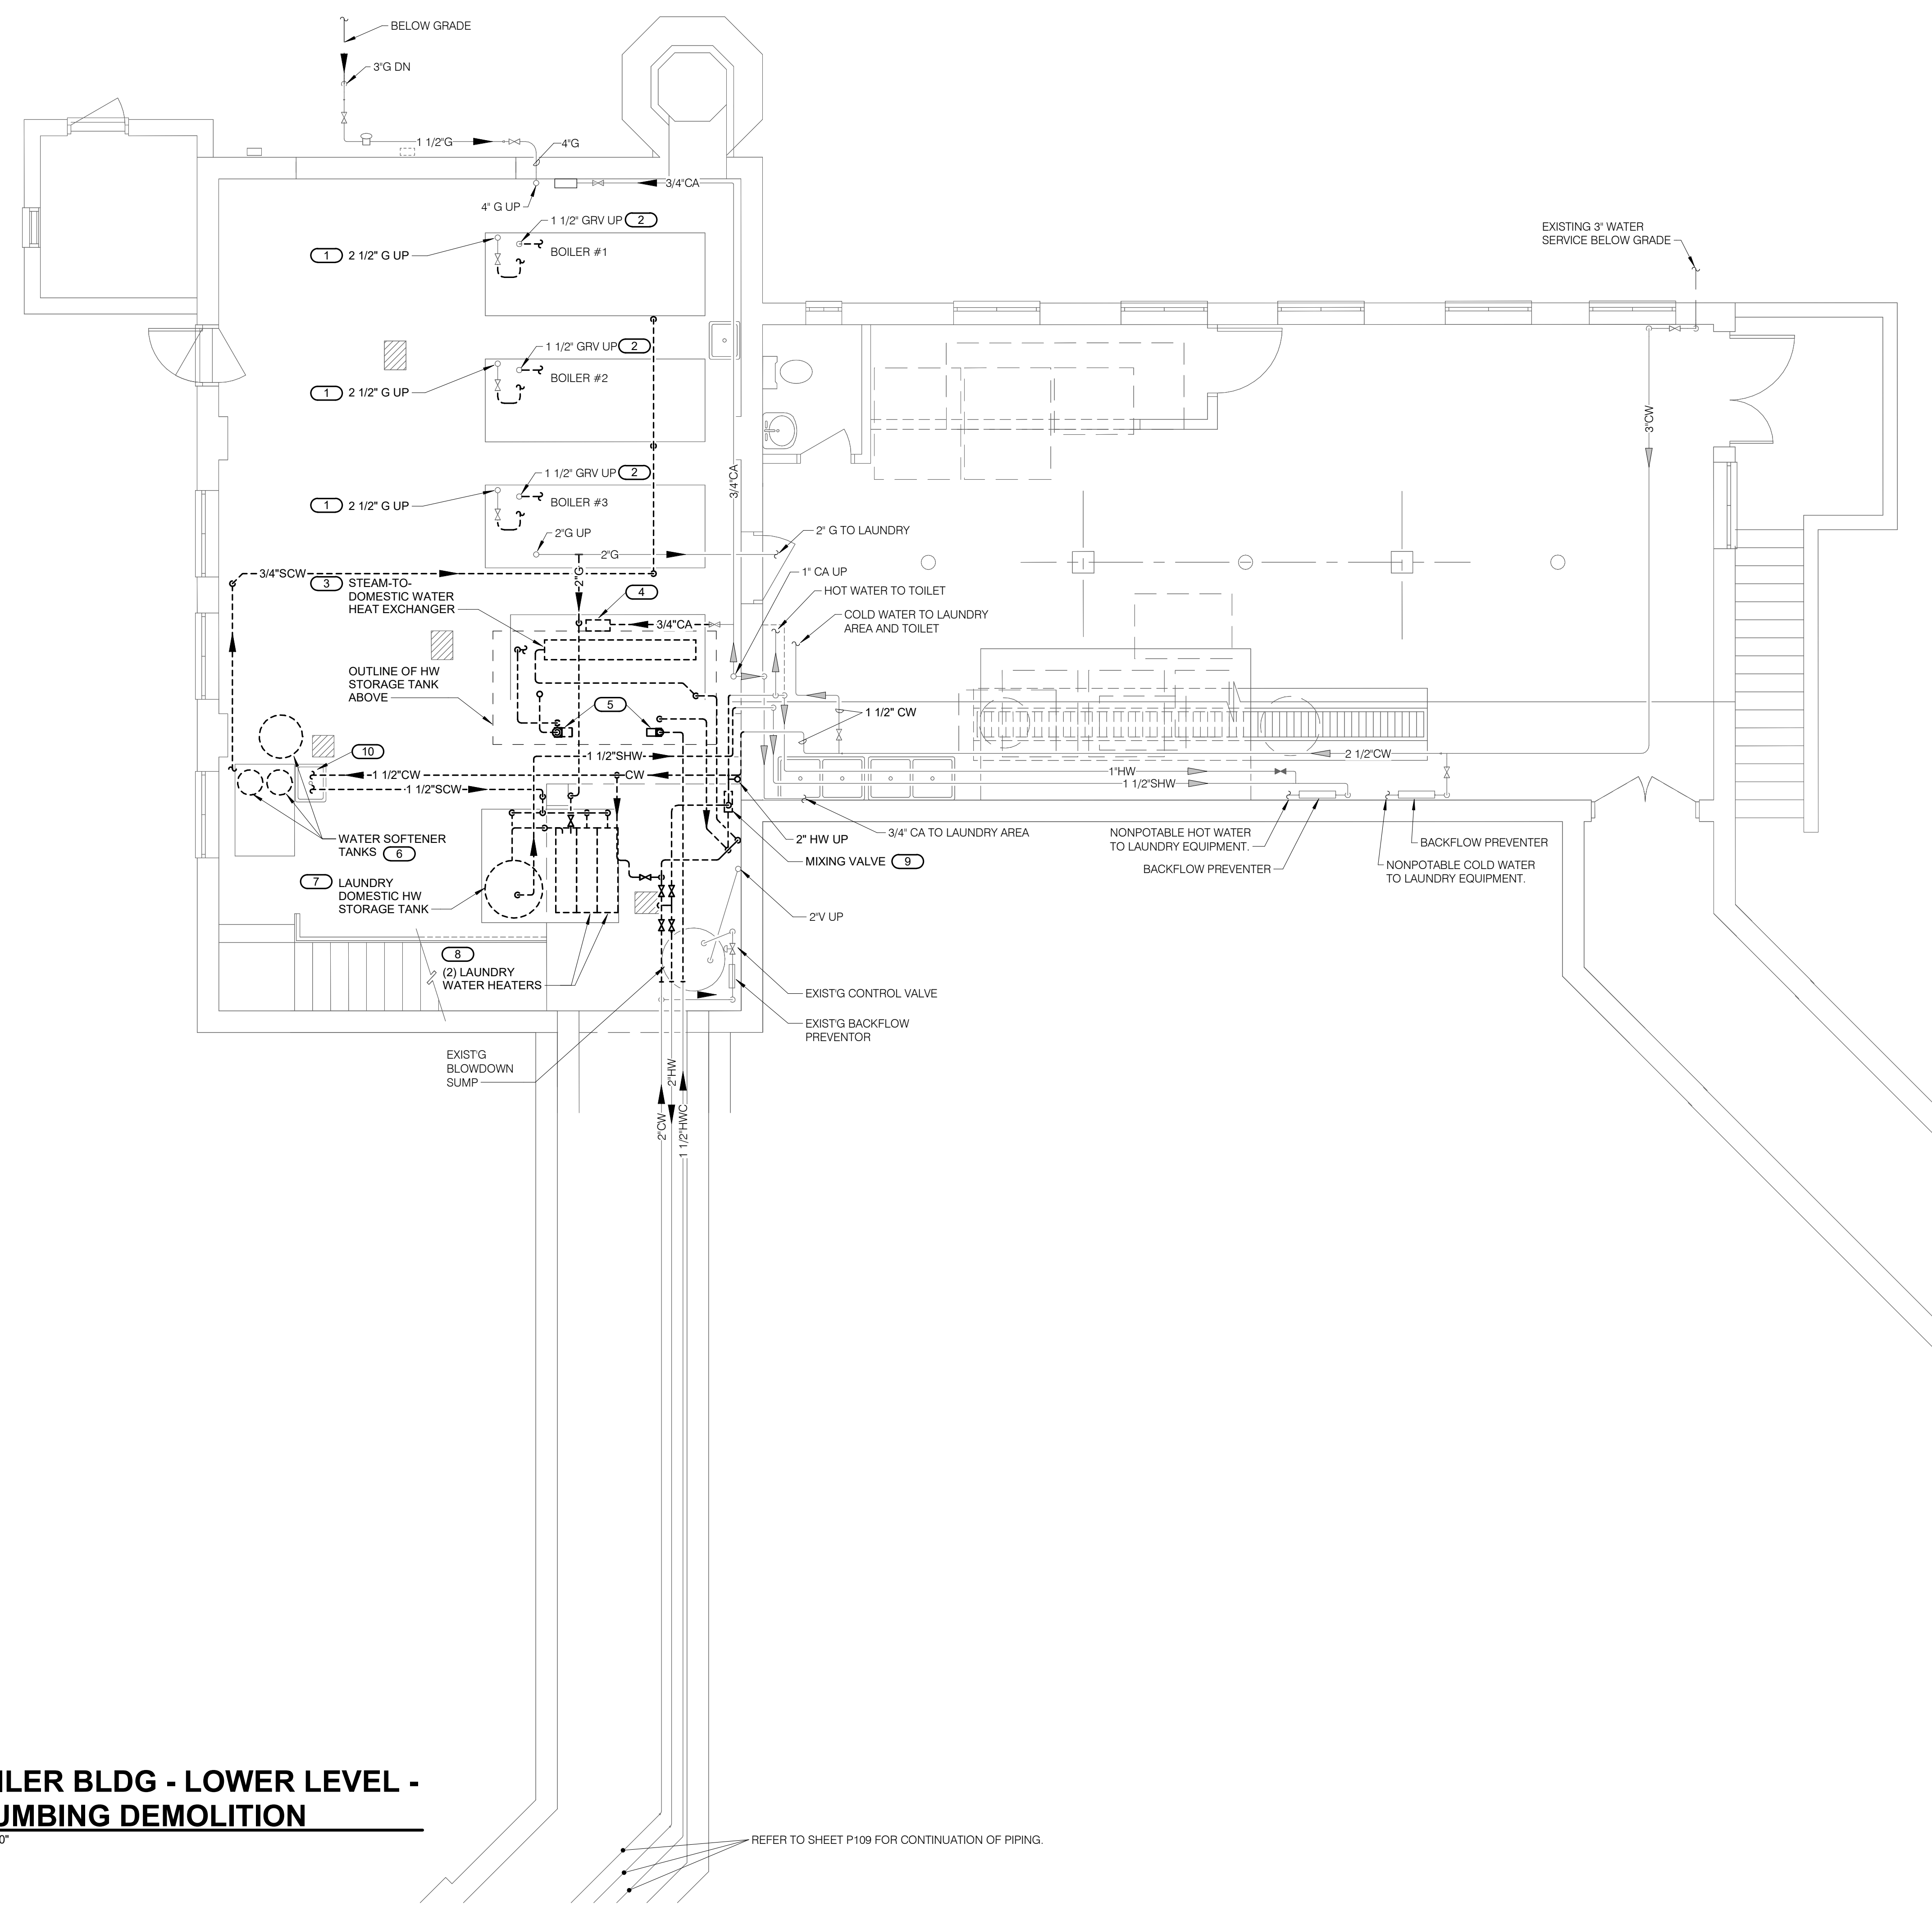 BELOW GRADE
3"G DN
1 1/2"G
4"G
3/4"CA
4" G UP
1 1/2" GRV UP 2
1 2 1/2" G UP
BOILER #1
EXISTING 3" WATER
SERVICE BELOW GRADE
1 1/2" GRV UP 2
BOILER #2
1 2 1/2" G UP
3"CW
1 1/2" GRV UP 2
3/4"CA
1 2 1/2" G UP
BOILER #3
2"G UP
2"G
2" G TO LAUNDRY
3/4"SCW
2"G
1" CA UP
3 STEAM-TO-
DOMESTIC WATER
HEAT EXCHANGER
4
HOT WATER TO TOILET
COLD WATER TO LAUNDRY
AREA AND TOILET
3/4"CA
OUTLINE OF HW
STORAGE TANK
ABOVE
5
1 1/2" CW
10
1 1/2"SHW
2 1/2"CW
1 1/2"CW
CW
1"HW
1 1/2"SCW
1 1/2"SHW
WATER SOFTENER
TANKS 6
2" HW UP
3/4" CA TO LAUNDRY AREA
NONPOTABLE HOT WATER
TO LAUNDRY EQUIPMENT.
BACKFLOW PREVENTER
MIXING VALVE 9
BACKFLOW PREVENTER
NONPOTABLE COLD WATER
TO LAUNDRY EQUIPMENT.
7 LAUNDRY
DOMESTIC HW
STORAGE TANK
2"V UP
8
(2) LAUNDRY
WATER HEATERS
EXIST'G CONTROL VALVE
EXIST'G BACKFLOW
PREVENTOR
EXIST'G
BLOWDOWN
SUMP
2"CW
2"HW
1 1/2"HWC
ILER BLDG - LOWER LEVEL -
UMBING DEMOLITION
0"
REFER TO SHEET P109 FOR CONTINUATION OF PIPING.